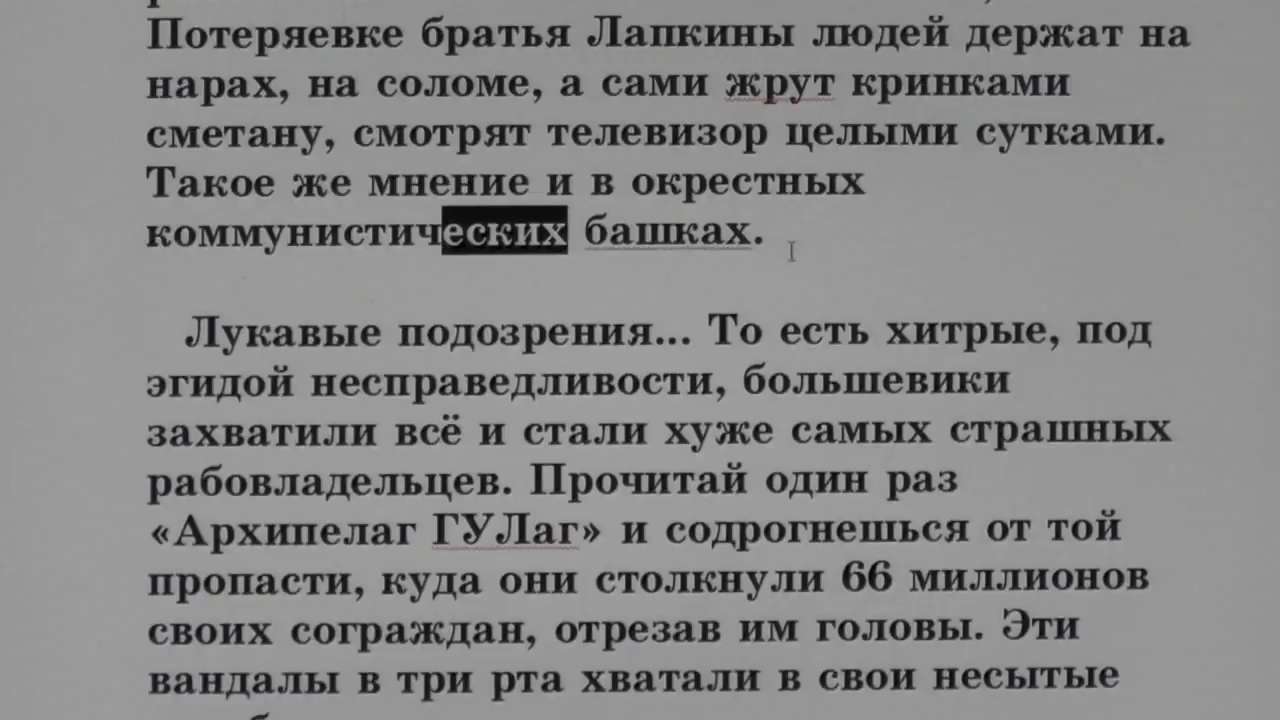 Потеряевке братья Лапкины людей держат на
нарах, на соломе, а сами жрут кринками
сметану, смотрят телевизор целыми сутками.
Такое же мнение и в окрестных
коммунистических башках.
Лукавые подозрения... То есть хитрые, под
эгидой несправедливости, большевики
захватили всё и стали хуже самых страшных
рабовладельцев. Прочитай один раз
«Архипелаг ГУЛаг» и содрогнешься от той
пропасти, куда они столкнули 66 миллионов
своих сограждан, отрезав им головы. Эти
вандалы в три рта хватали в свои несытые